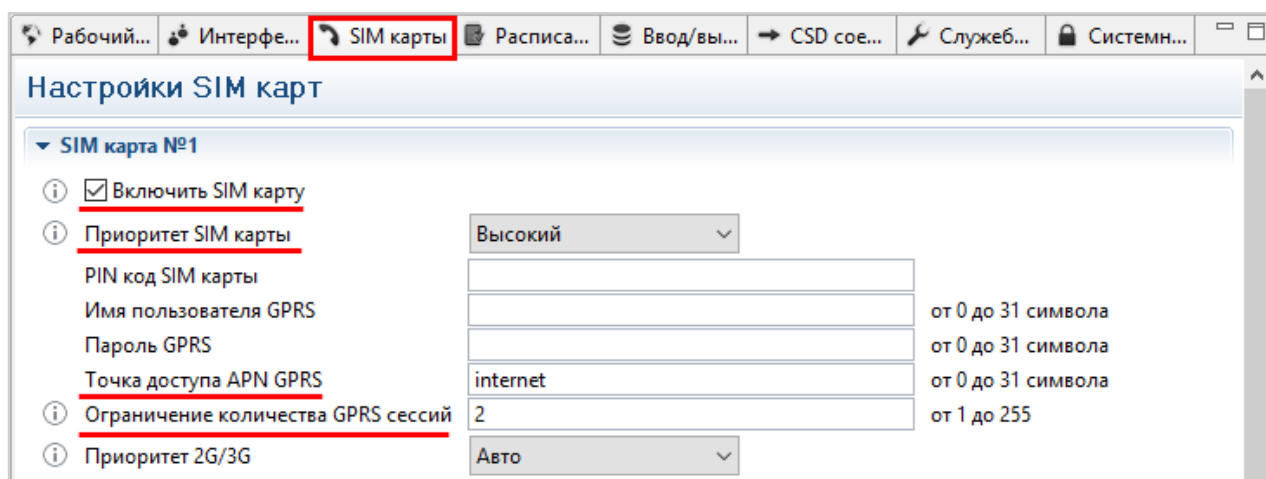 Рабочий... Интерфе... SIM карты Расписа... Ввод/вы... CSD сое... Служеб... Системн...
Настройки SIM карт
SIM карта №1
Включить SIM карту
Приоритет SIM карты Высокий
PIN код SIM карты
Имя пользователя GPRS от 0 до 31 символа
Пароль GPRS от 0 до 31 символа
Точка доступа APN GPRS internet от 0 до 31 символа
Ограничение количества GPRS сессий 2 от 1 до 255
Приоритет 2G/3G Авто